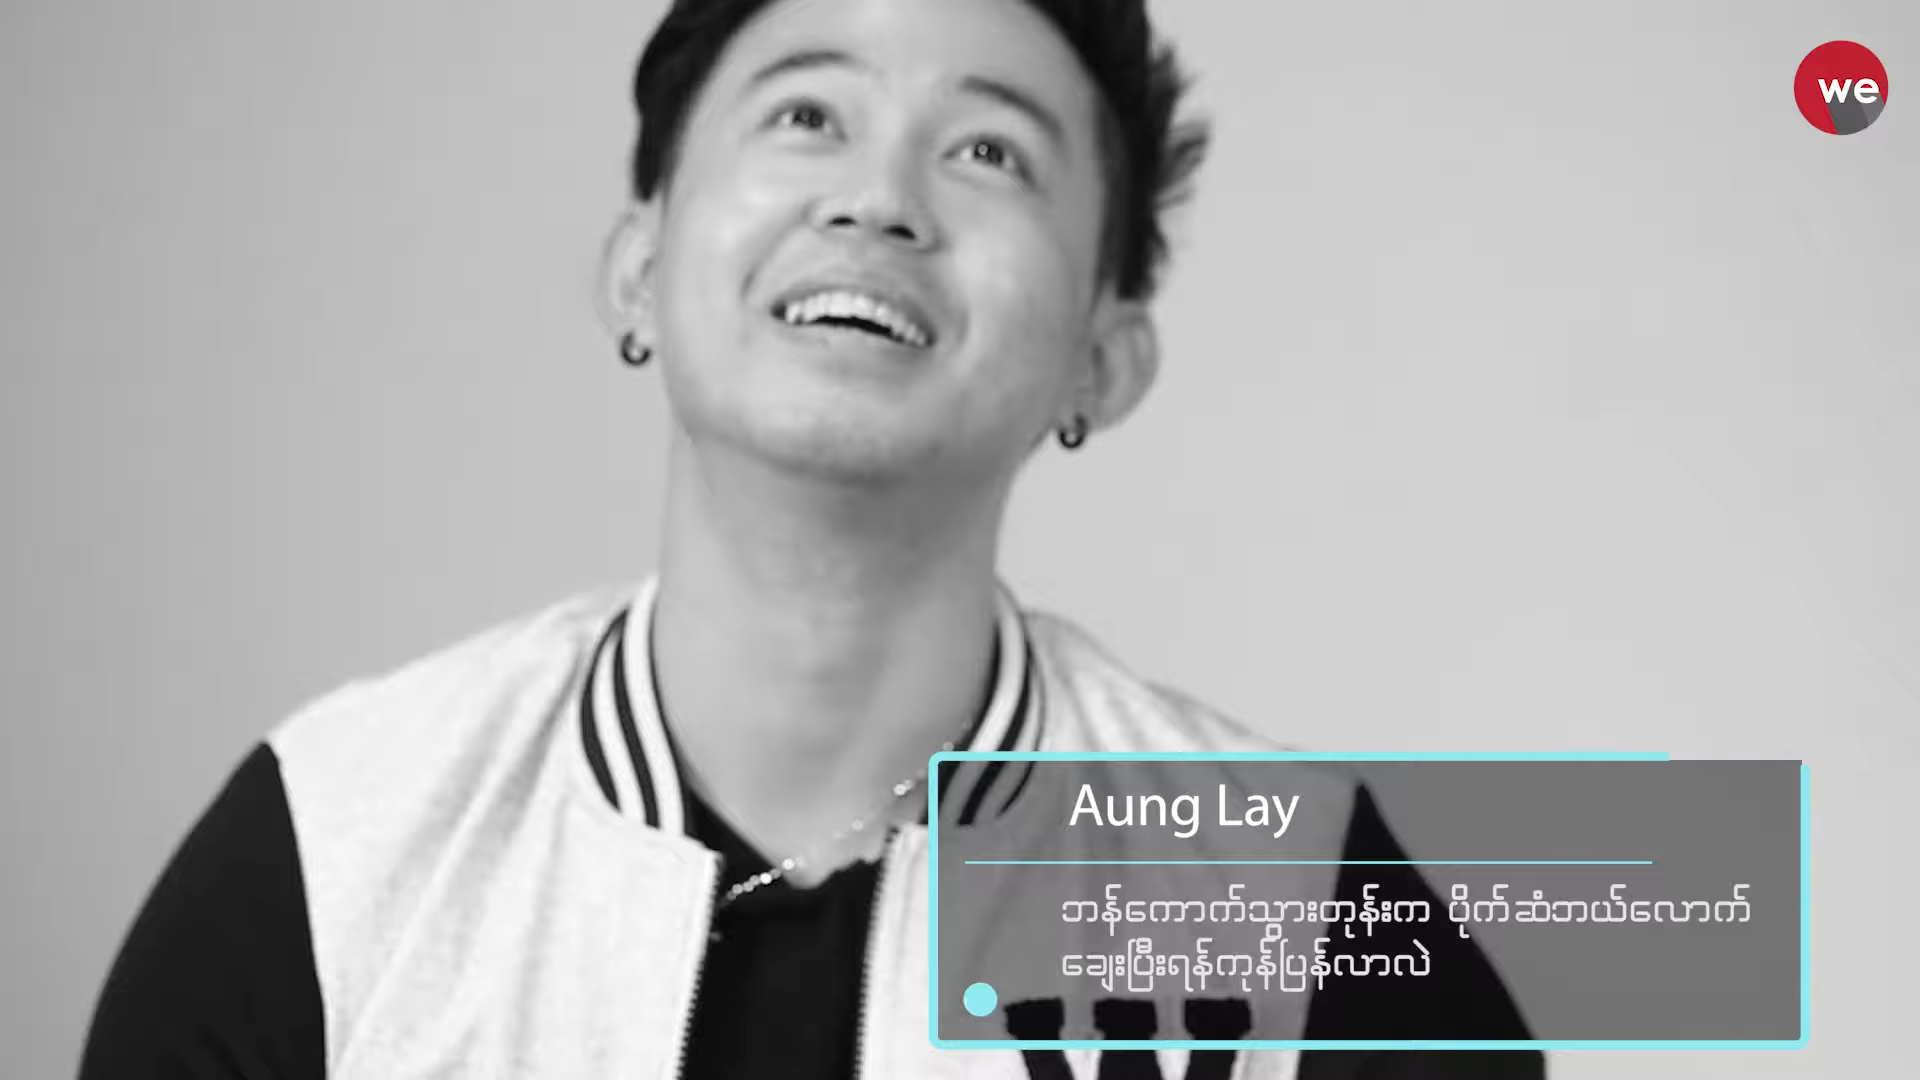 we
Aung Lay
ဘန်ကောက်သွားတုန်းက ပိုက်ဆံဘယ်လောက်
ချေးပြီးရန်ကုန်ပြန်လာလဲ
W